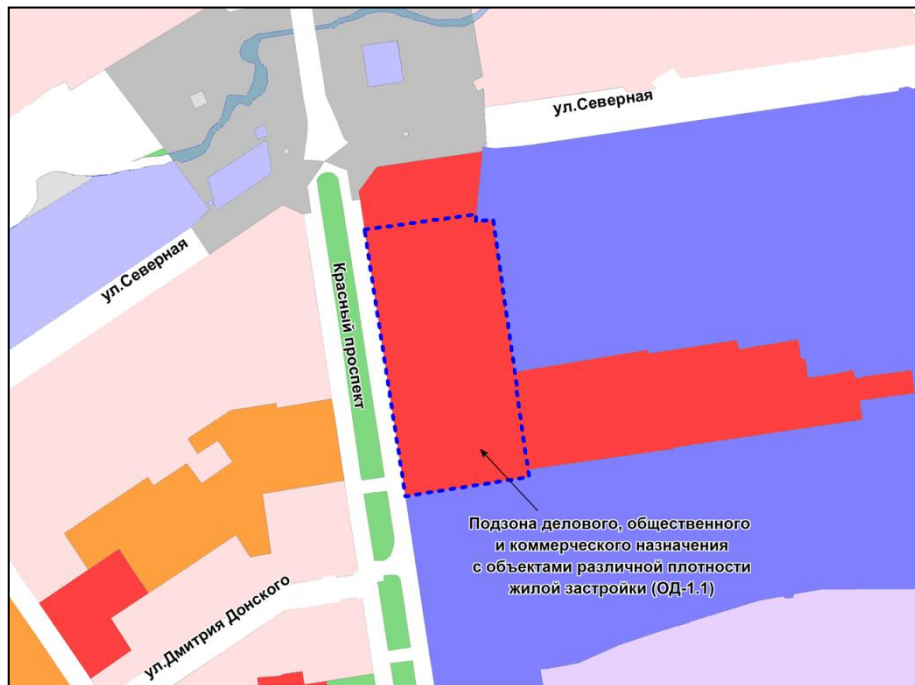 ул.Северная
ул.Северная
Красный проспект
Подзона делового, общественного
и коммерческого назначения
с объектами различной плотности
жилой застройки (ОД-1.1)
ул.Дмитрия Донского